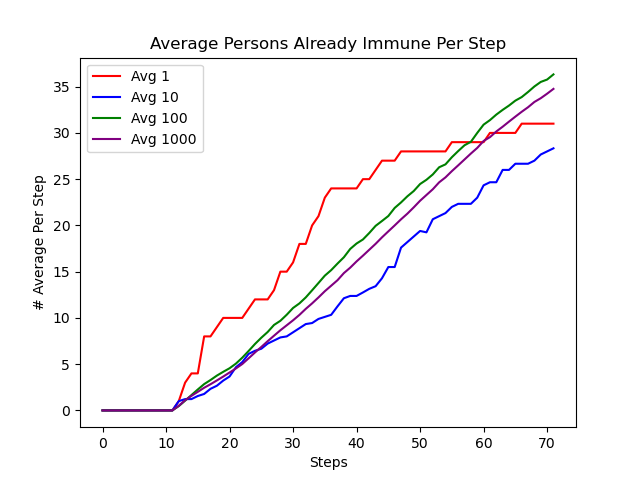 Average Persons Already Immune Per Step
Avg 1
Avg 10
Avg 100
Avg 1000
# Average Per Step
35
30
25
20
15
10
5
0
0 10 20 30 40 50 60 70
Steps